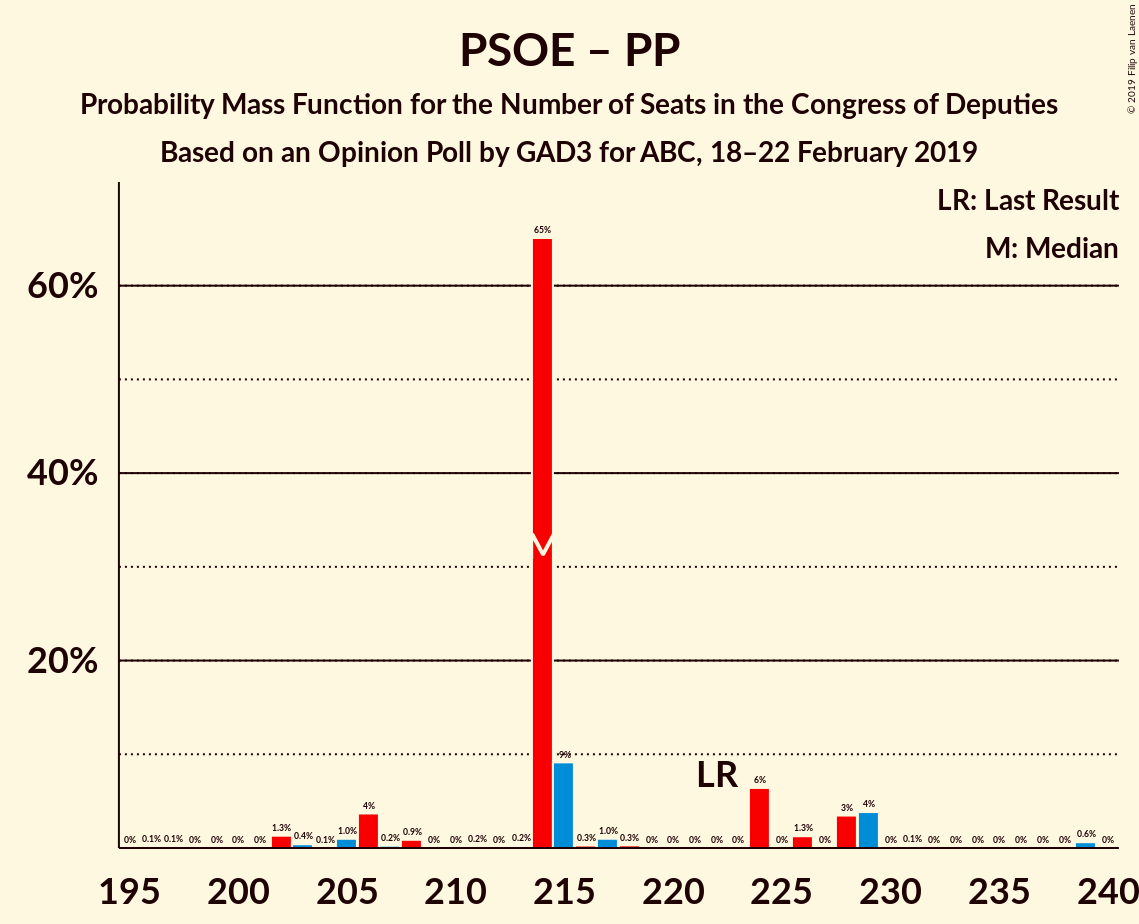 PSOE – PP
Probability Mass Function for the Number of Seats in the Congress of Deputies
Based on an Opinion Poll by GAD3 for ABC, 18–22 February 2019
© 2019 Filip van Laenen
LR: Last Result
M: Median
60%
40%
20%
65%
9%
LR
6%
3% 4%
1.3%
0% 0.1% 0.1% 0% 0% 0% 0% 1.3% 0.4% 0.1% 1.0% 4% 0.2% 0.9% 0% 0% 0.2% 0% 0.2% 0.3% 1.0% 0.3% 0% 0% 0% 0% 0% 0% 0% 0% 0.1% 0% 0% 0% 0% 0% 0% 0% 0.6% 0%
M
195 200 205 210 215 220 225 230 235 240